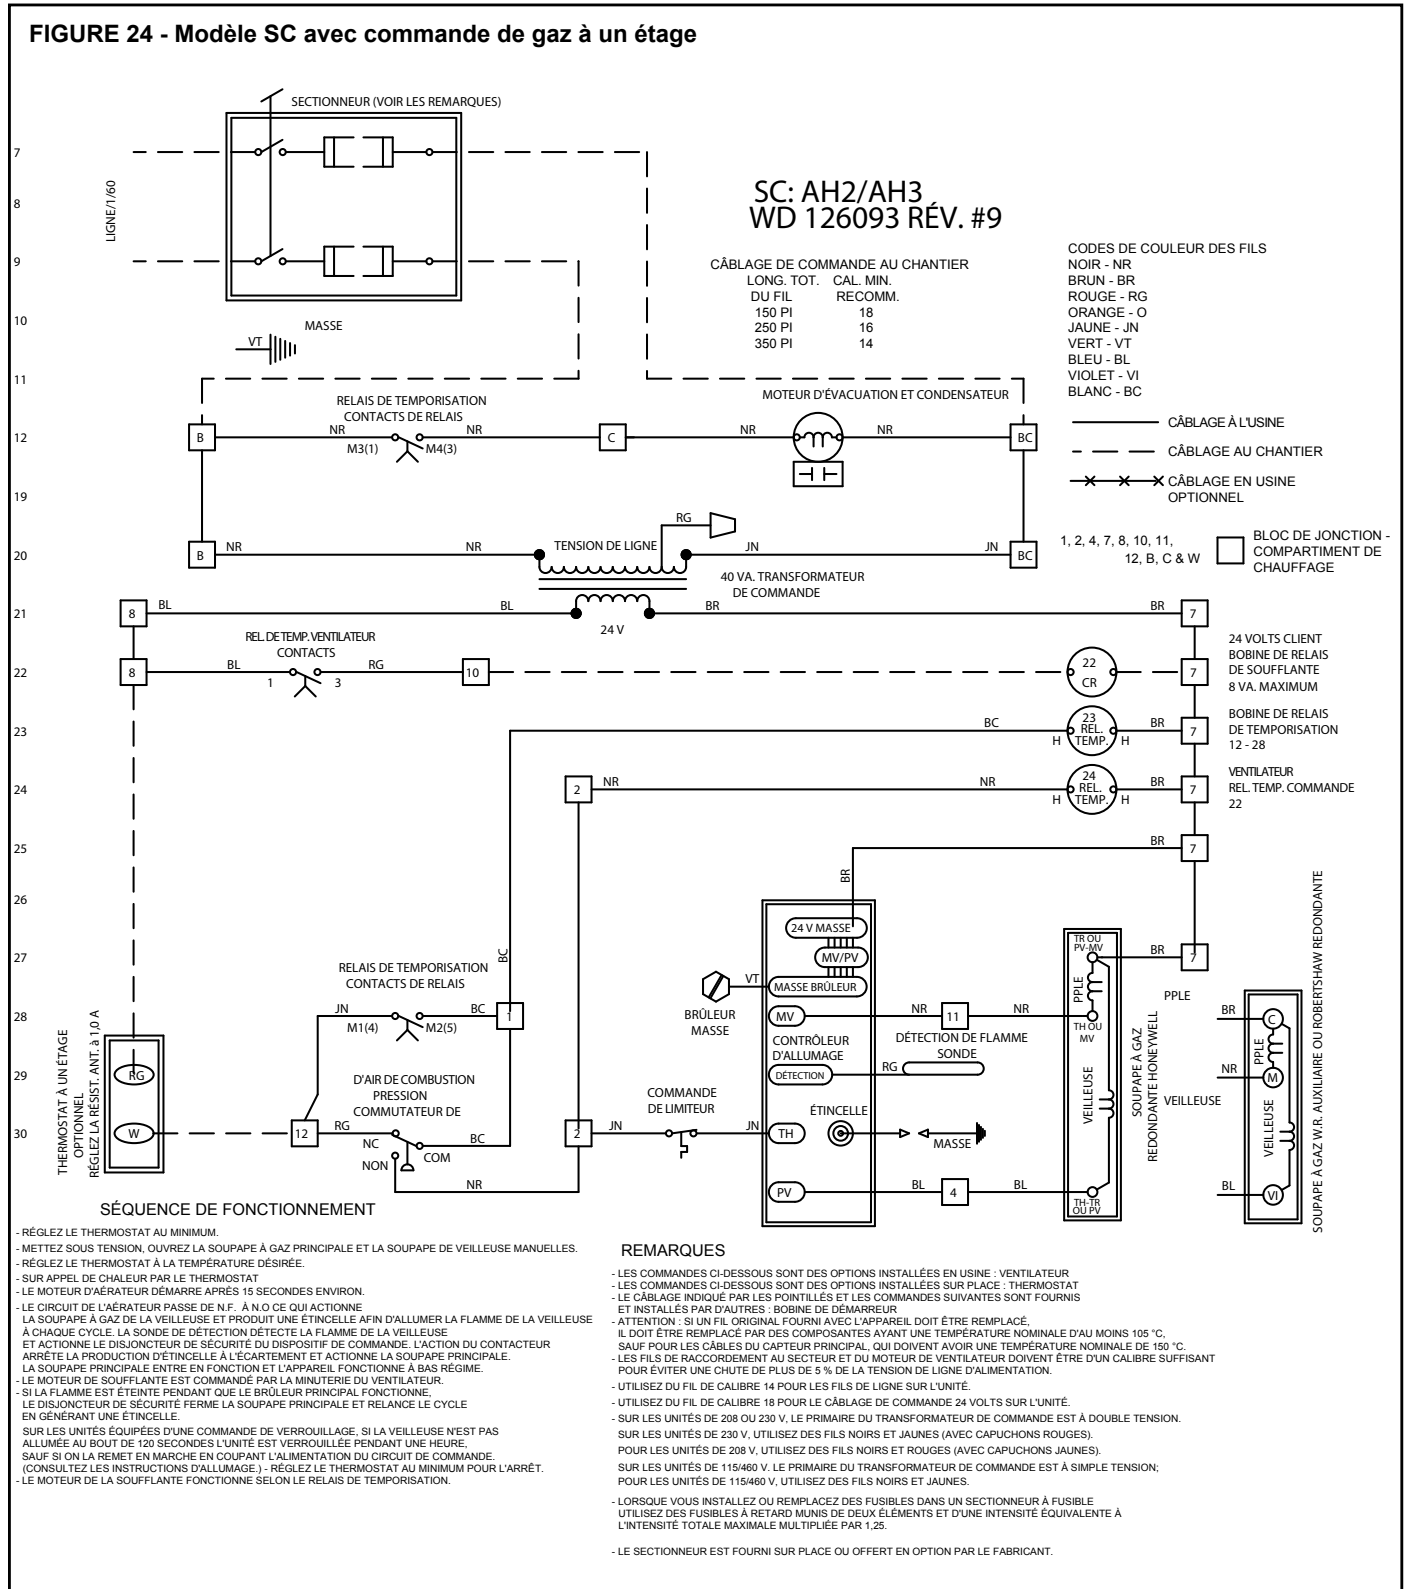 FIGURE 24 - Modèle SC avec commande de gaz à un étage
SECTIONNEUR (VOIR LES REMARQUES)
7
8
9
10
11
12
19
20
21
22
23
24
25
26
27
28
29
30
LIGNE/1/60
MASSE
VT
SC: AH2/AH3
WD 126093 RÉV. #9
CÂBLAGE DE COMMANDE AU CHANTIER
LONG. TOT. CAL. MIN.
DU FIL RECOMM.
150 PI 18
250 PI 16
350 PI 14
CODES DE COULEUR DES FILS
NOIR - NR
BRUN - BR
ROUGE - RG
ORANGE - O
JAUNE - JN
VERT - VT
BLEU - BL
VIOLET - VI
BLANC - BC
CÂBLAGE À L'USINE
CÂBLAGE AU CHANTIER
CÂBLAGE EN USINE
OPTIONNEL
1, 2, 4, 7, 8, 10, 11,
12, B, C & W
BLOC DE JONCTION -
COMPARTIMENT DE
CHAUFFAGE
RELAIS DE TEMPORISATION
CONTACTS DE RELAIS
MOTEUR D'ÉVACUATION ET CONDENSATEUR
B NR M3(1) M4(3) NR C NR NR BC
B NR NR TENSION DE LIGNE RG JN JN BC
40 VA. TRANSFORMATEUR
DE COMMANDE
8 BL BL 24 V BR BR 7
REL. DE TEMP. VENTILATEUR
CONTACTS
8 BL 1 3 RG 10 22 CR 7
24 VOLTS CLIENT
BOBINE DE RELAIS
DE SOUFFLANTE
8 VA. MAXIMUM
BC H 23 REL. TEMP. H BR 7
BOBINE DE RELAIS
DE TEMPORISATION
12 - 28
2 NR NR H 24 REL. TEMP. H BR 7
VENTILATEUR
REL. TEMP. COMMANDE
22
BR 7
BR
24 V MASSE
MV/PV
MASSE BRÛLEUR
VT
BRÛLEUR
MASSE
MV
CONTRÔLEUR
D'ALLUMAGE
DÉTECTION
TH
PV
ÉTINCELLE
MASSE
NR 11 NR
DÉTECTION DE FLAMME
SONDE
RG
BL 4 BL
TR OU
PV-MV
PPLE
TH OU
MV
VEILLEUSE
TH-TR
OU PV
BR 7
SOUPAPE À GAZ
REDONDANTE HONEYWELL
PPLE
VEILLEUSE
BR C
PPLE
NR M
VEILLEUSE
BL VI
SOUPAPE À GAZ W.R. AUXILIAIRE OU ROBERTSHAW REDONDANTE
BC
RELAIS DE TEMPORISATION
CONTACTS DE RELAIS
JN M1(4) M2(5) BC 1
D'AIR DE COMBUSTION
PRESSION
COMMUTATEUR DE
12 RG NC COM BC
NON NR
COMMANDE
DE LIMITEUR
2 JN JN
THERMOSTAT À UN ÉTAGE
OPTIONNEL
RÉGLEZ LA RÉSIST. ANT. à 1,0 A
RG
W
SÉQUENCE DE FONCTIONNEMENT
- RÉGLEZ LE THERMOSTAT AU MINIMUM.
- METTEZ SOUS TENSION, OUVREZ LA SOUPAPE À GAZ PRINCIPALE ET LA SOUPAPE DE VEILLEUSE MANUELLES.
- RÉGLEZ LE THERMOSTAT À LA TEMPÉRATURE DÉSIRÉE.
- SUR APPEL DE CHALEUR PAR LE THERMOSTAT
- LE MOTEUR D'AÉRATEUR DÉMARRE APRÈS 15 SECONDES ENVIRON.
- LE CIRCUIT DE L'AÉRATEUR PASSE DE N.F. À N.O CE QUI ACTIONNE
LA SOUPAPE À GAZ DE LA VEILLEUSE ET PRODUIT UNE ÉTINCELLE AFIN D'ALLUMER LA FLAMME DE LA VEILLEUSE
À CHAQUE CYCLE. LA SONDE DE DÉTECTION DÉTECTE LA FLAMME DE LA VEILLEUSE
ET ACTIONNE LE DISJONCTEUR DE SÉCURITÉ DU DISPOSITIF DE COMMANDE. L'ACTION DU CONTACTEUR
ARRÊTE LA PRODUCTION D'ÉTINCELLE À L'ÉCARTEMENT ET ACTIONNE LA SOUPAPE PRINCIPALE.
LA SOUPAPE PRINCIPALE ENTRE EN FONCTION ET L'APPAREIL FONCTIONNE À BAS RÉGIME.
- LE MOTEUR DE SOUFFLANTE EST COMMANDÉ PAR LA MINUTERIE DU VENTILATEUR.
- SI LA FLAMME EST ÉTEINTE PENDANT QUE LE BRÛLEUR PRINCIPAL FONCTIONNE,
LE DISJONCTEUR DE SÉCURITÉ FERME LA SOUPAPE PRINCIPALE ET RELANCE LE CYCLE
EN GÉNÉRANT UNE ÉTINCELLE.
SUR LES UNITÉS ÉQUIPÉES D'UNE COMMANDE DE VERROUILLAGE, SI LA VEILLEUSE N'EST PAS
ALLUMÉE AU BOUT DE 120 SECONDES L'UNITÉ EST VERROUILLÉE PENDANT UNE HEURE,
SAUF SI ON LA REMET EN MARCHE EN COUPANT L'ALIMENTATION DU CIRCUIT DE COMMANDE.
(CONSULTEZ LES INSTRUCTIONS D'ALLUMAGE.) - RÉGLEZ LE THERMOSTAT AU MINIMUM POUR L'ARRÊT.
- LE MOTEUR DE LA SOUFFLANTE FONCTIONNE SELON LE RELAIS DE TEMPORISATION.
REMARQUES
- LES COMMANDES CI-DESSOUS SONT DES OPTIONS INSTALLÉES EN USINE : VENTILATEUR
- LES COMMANDES CI-DESSOUS SONT DES OPTIONS INSTALLÉES SUR PLACE : THERMOSTAT
- LE CÂBLAGE INDIQUÉ PAR LES POINTILLÉS ET LES COMMANDES SUIVANTES SONT FOURNIS
ET INSTALLÉS PAR D'AUTRES : BOBINE DE DÉMARREUR
- ATTENTION : SI UN FIL ORIGINAL FOURNI AVEC L'APPAREIL DOIT ÊTRE REMPLACÉ,
IL DOIT ÊTRE REMPLACÉ PAR DES COMPOSANTES AYANT UNE TEMPÉRATURE NOMINALE D'AU MOINS 105 °C,
SAUF POUR LES CÂBLES DU CAPTEUR PRINCIPAL, QUI DOIVENT AVOIR UNE TEMPÉRATURE NOMINALE DE 150 °C.
- LES FILS DE RACCORDEMENT AU SECTEUR ET DU MOTEUR DE VENTILATEUR DOIVENT ÊTRE D'UN CALIBRE SUFFISANT
POUR ÉVITER UNE CHUTE DE PLUS DE 5 % DE LA TENSION DE LIGNE D'ALIMENTATION.
- UTILISEZ DU FIL DE CALIBRE 14 POUR LES FILS DE LIGNE SUR L'UNITÉ.
- UTILISEZ DU FIL DE CALIBRE 18 POUR LE CÂBLAGE DE COMMANDE 24 VOLTS SUR L'UNITÉ.
- SUR LES UNITÉS DE 208 OU 230 V, LE PRIMAIRE DU TRANSFORMATEUR DE COMMANDE EST À DOUBLE TENSION.
SUR LES UNITÉS DE 230 V, UTILISEZ DES FILS NOIRS ET JAUNES (AVEC CAPUCHONS ROUGES).
POUR LES UNITÉS DE 208 V, UTILISEZ DES FILS NOIRS ET ROUGES (AVEC CAPUCHONS JAUNES).
SUR LES UNITÉS DE 115/460 V. LE PRIMAIRE DU TRANSFORMATEUR DE COMMANDE EST À SIMPLE TENSION;
POUR LES UNITÉS DE 115/460 V, UTILISEZ DES FILS NOIRS ET JAUNES.
- LORSQUE VOUS INSTALLEZ OU REMPLACEZ DES FUSIBLES DANS UN SECTIONNEUR À FUSIBLE
UTILISEZ DES FUSIBLES À RETARD MUNIS DE DEUX ÉLÉMENTS ET D'UNE INTENSITÉ ÉQUIVALENTE À
L'INTENSITÉ TOTALE MAXIMALE MULTIPLIÉE PAR 1,25.
- LE SECTIONNEUR EST FOURNI SUR PLACE OU OFFERT EN OPTION PAR LE FABRICANT.